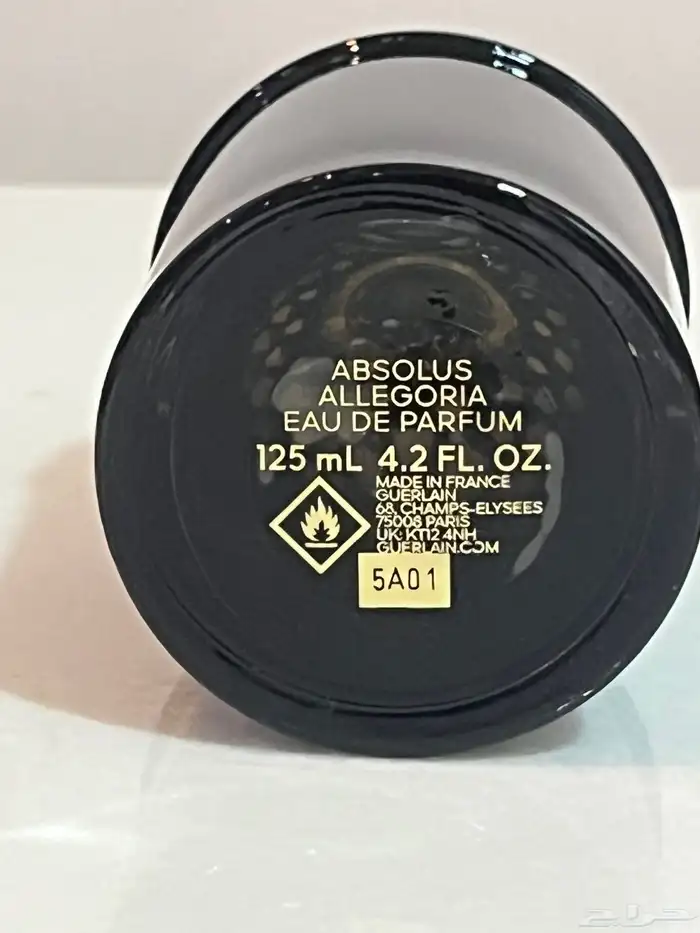 ABSOLUS
ALLEGORIA
EAU DE PARFUM
125 mL 4.2 FL. OZ.
MADE IN FRANCE
GUERLAIN
68, CHAMPS-ELYSEES
75008 PARIS
UK: KT12 4NH
GUERLAIN.COM
5A01
حراج